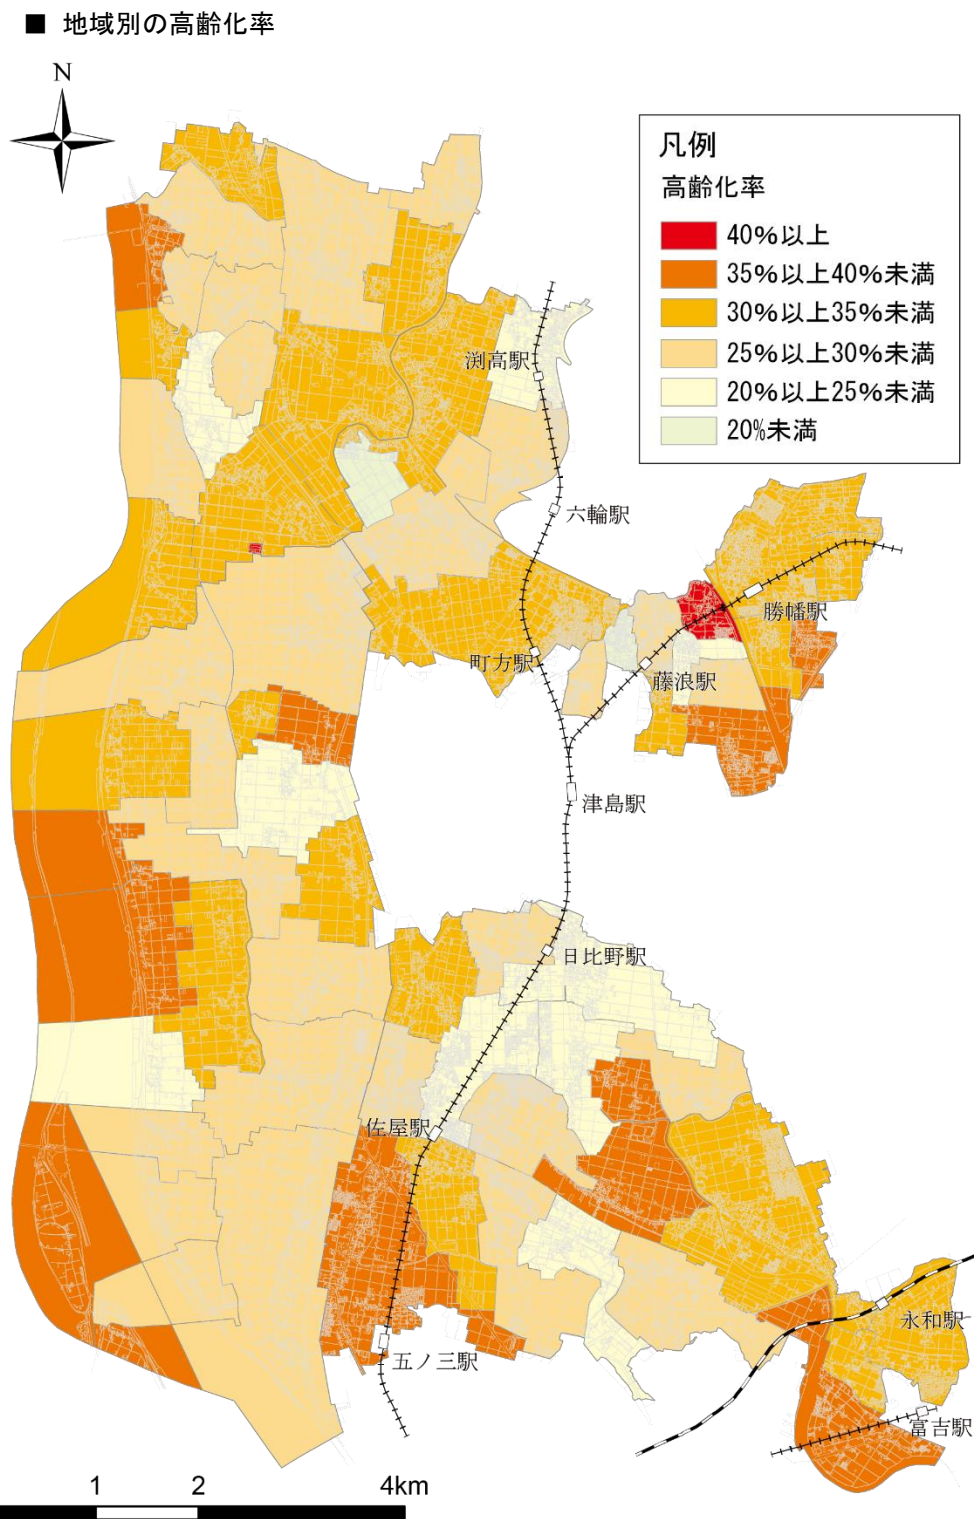 ■ 地域別の高齢化率
N
凡例
高齢化率
40%以上
35%以上40%未満
30%以上35%未満
25%以上30%未満
20%以上25%未満
20%未満
渕高駅
六輪駅
勝幡駅
町方駅
藤浪駅
津島駅
日比野駅
佐屋駅
永和駅
五ノ三駅
富吉駅
1 2 4km